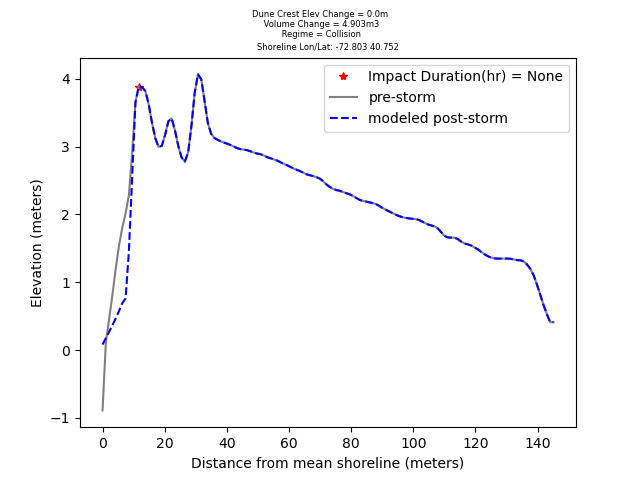 Dune Crest Elev Change = 0.0m
Volume Change = 4.903m3
Regime = Collision
Shoreline Lon/Lat: -72.803 40.752
Impact Duration(hr) = None
pre-storm
modeled post-storm
Elevation (meters)
4
3
2
1
0
−1
0 20 40 60 80 100 120 140
Distance from mean shoreline (meters)